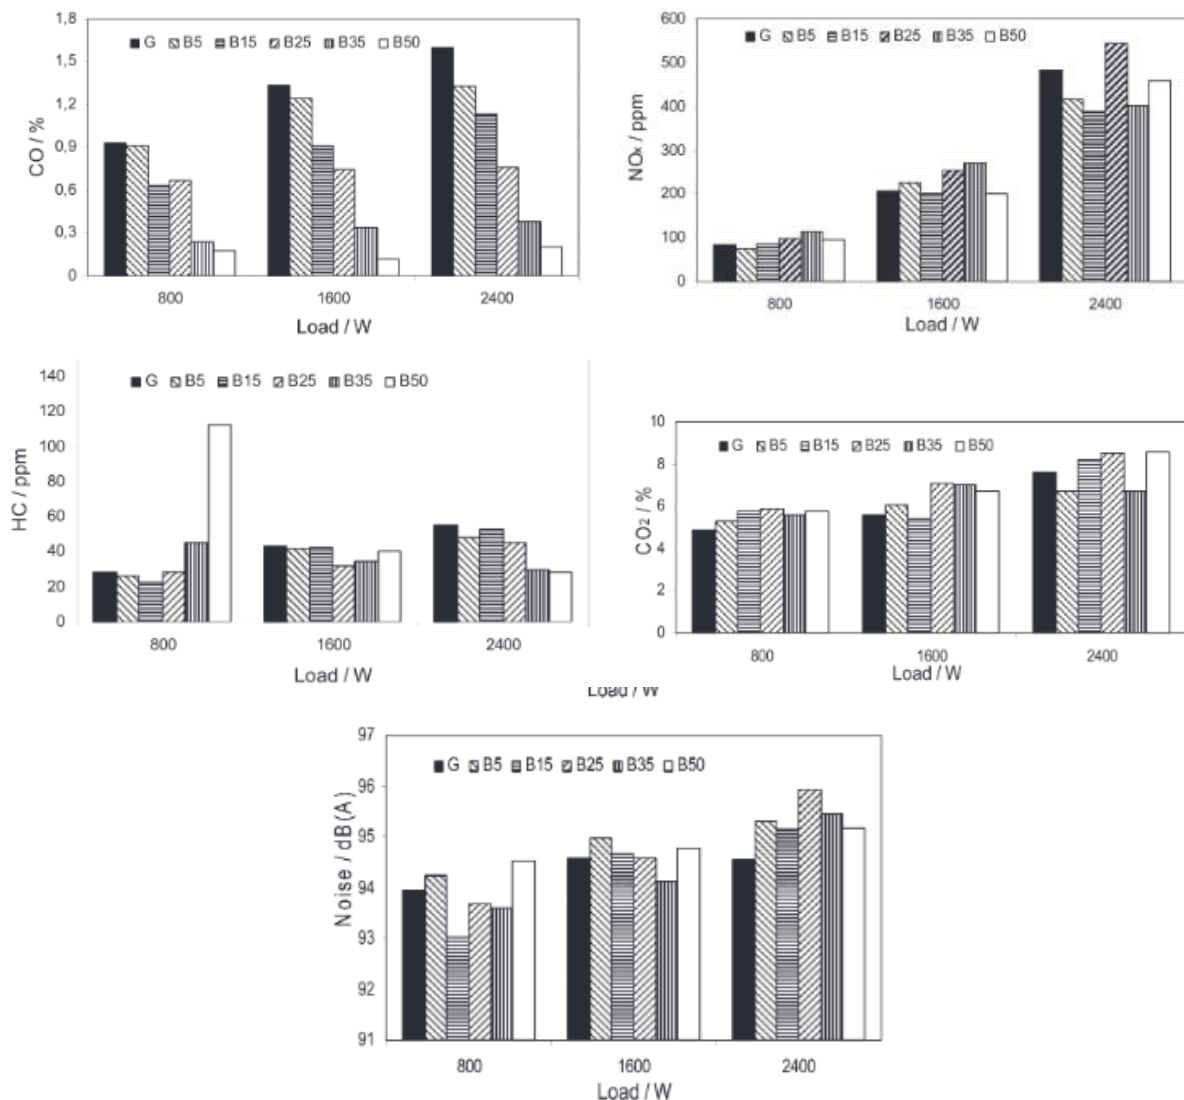 1,8
1,5
1,2
0,9
0,6
0,3
0
CO / %
G B5 B15 B25 B35 B50
800 1600 2400
Load / W
600
500
400
300
200
100
0
NOx / ppm
G B5 B15 B25 B35 B50
800 1600 2400
Load / W
140
120
100
80
60
40
20
0
HC / ppm
G B5 B15 B25 B35 B50
800 1600 2400
Load / W
10
8
6
4
2
0
CO2 / %
G B5 B15 B25 B35 B50
800 1600 2400
Load / W
Load / W
97
96
95
94
93
92
91
Noise / dB(A)
G B5 B15 B25 B35 B50
800 1600 2400
Load / W